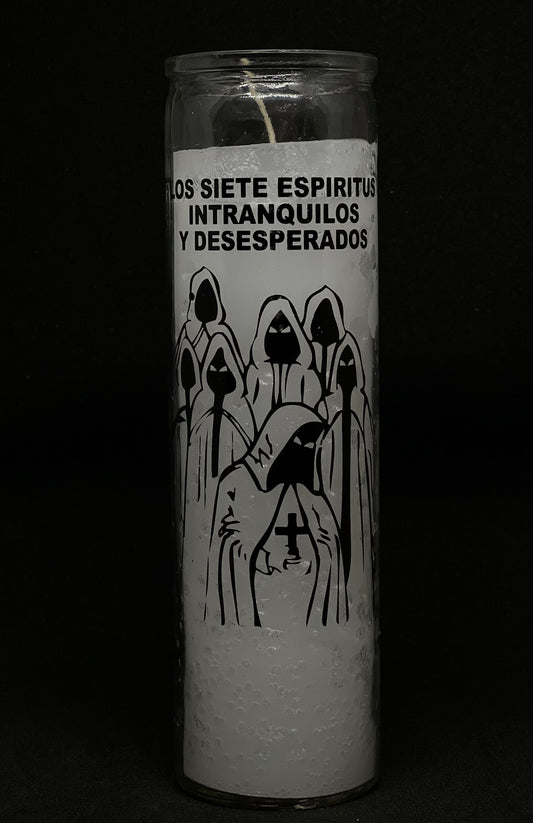 LOS SIETE ESPIRITUS
INTRANQUILOS
Y DESESPERADOS